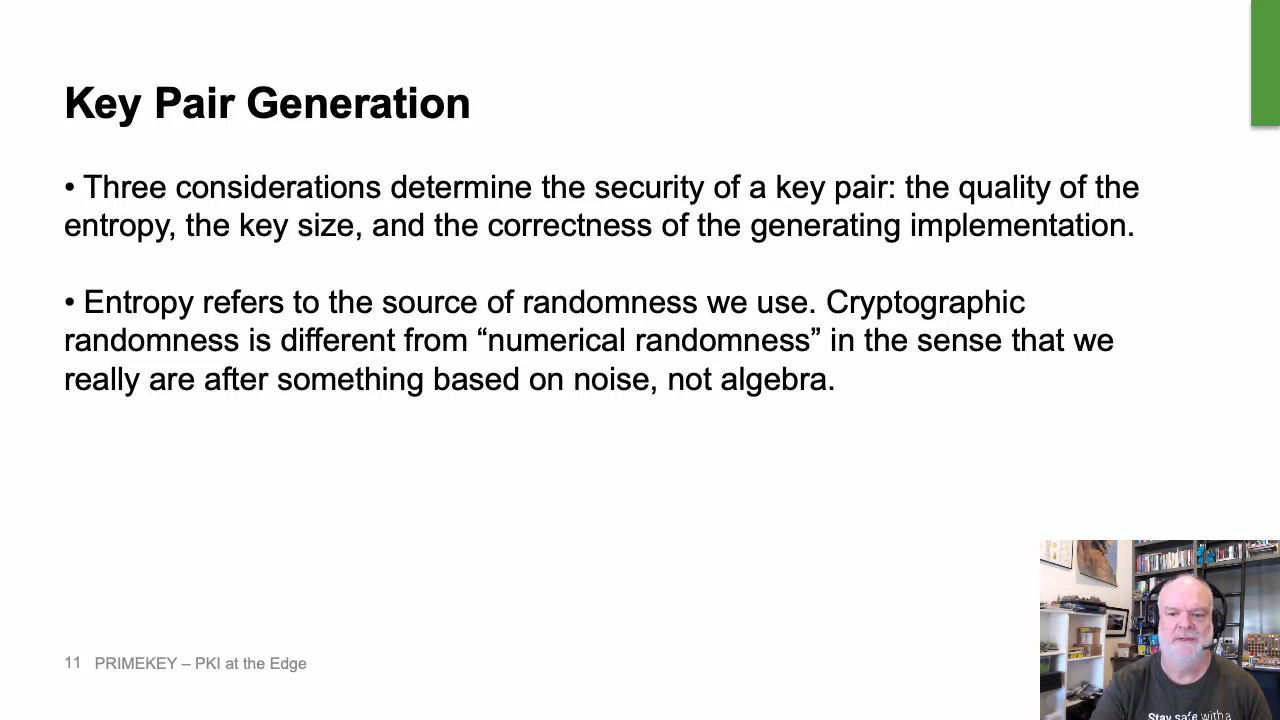 Key Pair Generation
• Three considerations determine the security of a key pair: the quality of the
entropy, the key size, and the correctness of the generating implementation.
• Entropy refers to the source of randomness we use. Cryptographic
randomness is different from “numerical randomness” in the sense that we
really are after something based on noise, not algebra.
11 PRIMEKEY – PKI at the Edge
Stay safe with a